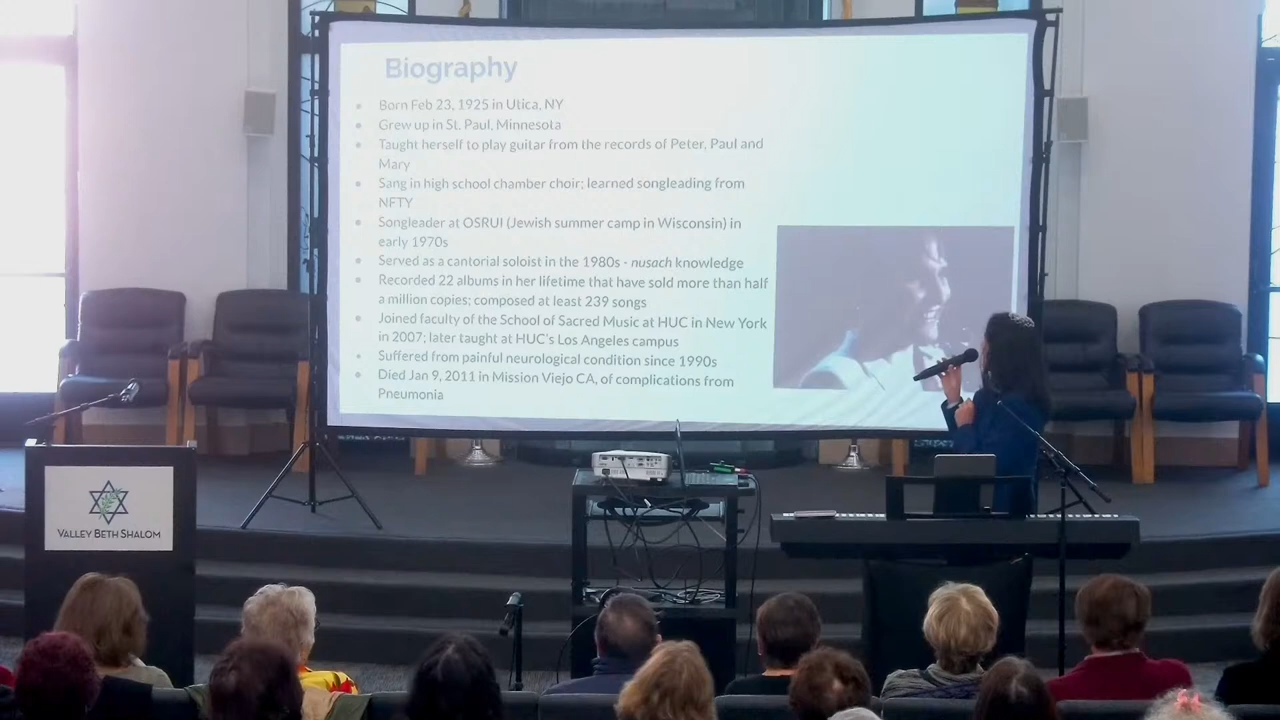 Biography
Born Feb 23, 1925 in Utica, NY
Grew up in St. Paul, Minnesota
Taught herself to play guitar from the records of Peter, Paul and
Mary
Sang in high school chamber choir; learned songleading from
NFTY
Songleader at OSRUI (Jewish summer camp in Wisconsin) in
early 1970s
Served as a cantorial soloist in the 1980s - nusach knowledge
Recorded 22 albums in her lifetime that have sold more than half
a million copies; composed at least 239 songs
Joined faculty of the School of Sacred Music at HUC in New York
in 2007; later taught at HUC's Los Angeles campus
Suffered from painful neurological condition since 1990s
Died Jan 9, 2011 in Mission Viejo CA, of complications from
Pneumonia
VALLEY BETH SHALOM